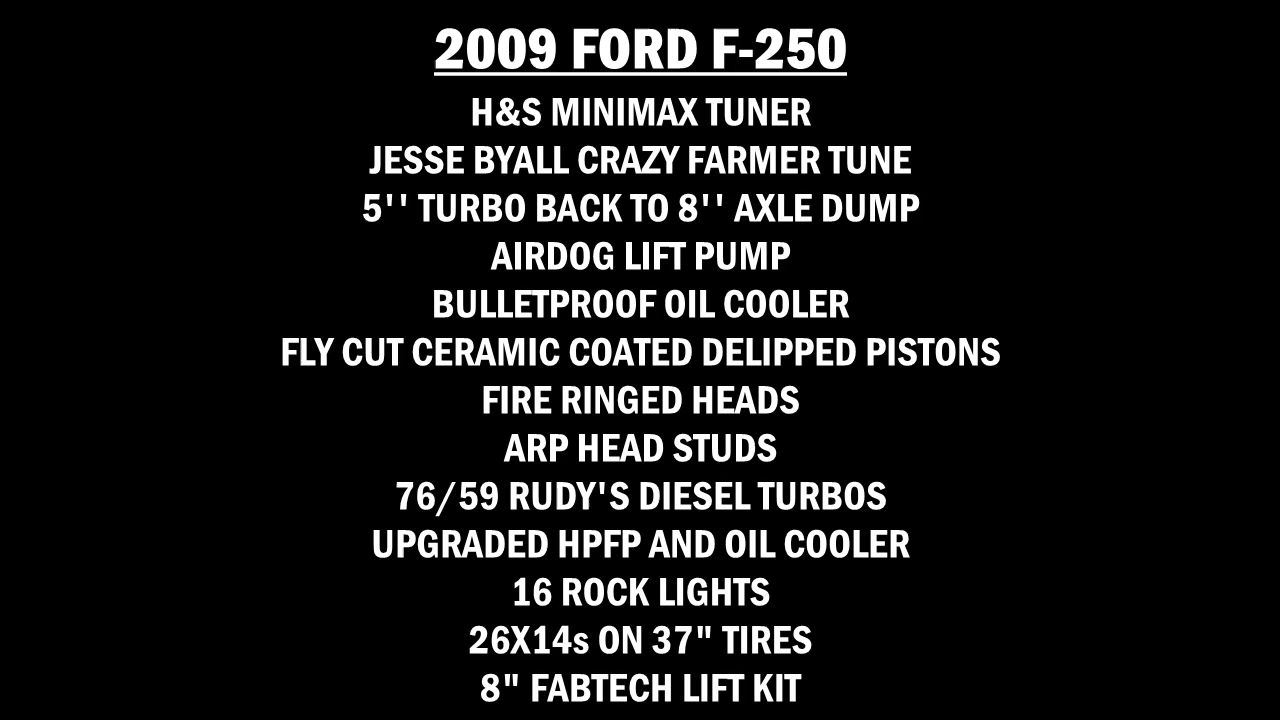 2009 FORD F-250
H&S MINIMAX TUNER
JESSE BYALL CRAZY FARMER TUNE
5'' TURBO BACK TO 8'' AXLE DUMP
AIRDOG LIFT PUMP
BULLETPROOF OIL COOLER
FLY CUT CERAMIC COATED DELIPPED PISTONS
FIRE RINGED HEADS
ARP HEAD STUDS
76/59 RUDY'S DIESEL TURBOS
UPGRADED HPFP AND OIL COOLER
16 ROCK LIGHTS
26X14s ON 37" TIRES
8" FABTECH LIFT KIT